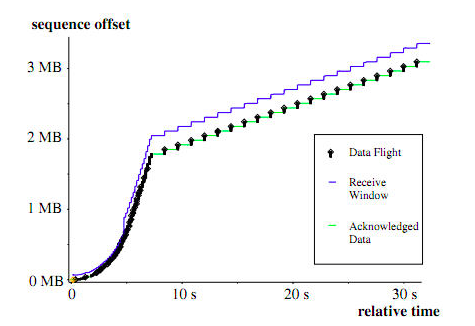 sequence offset
3 MB
2 MB
1 MB
0 MB
0
10 s
20 s
30 s
relative time
Data Flight
Receive
Window
Acknowledged
Data